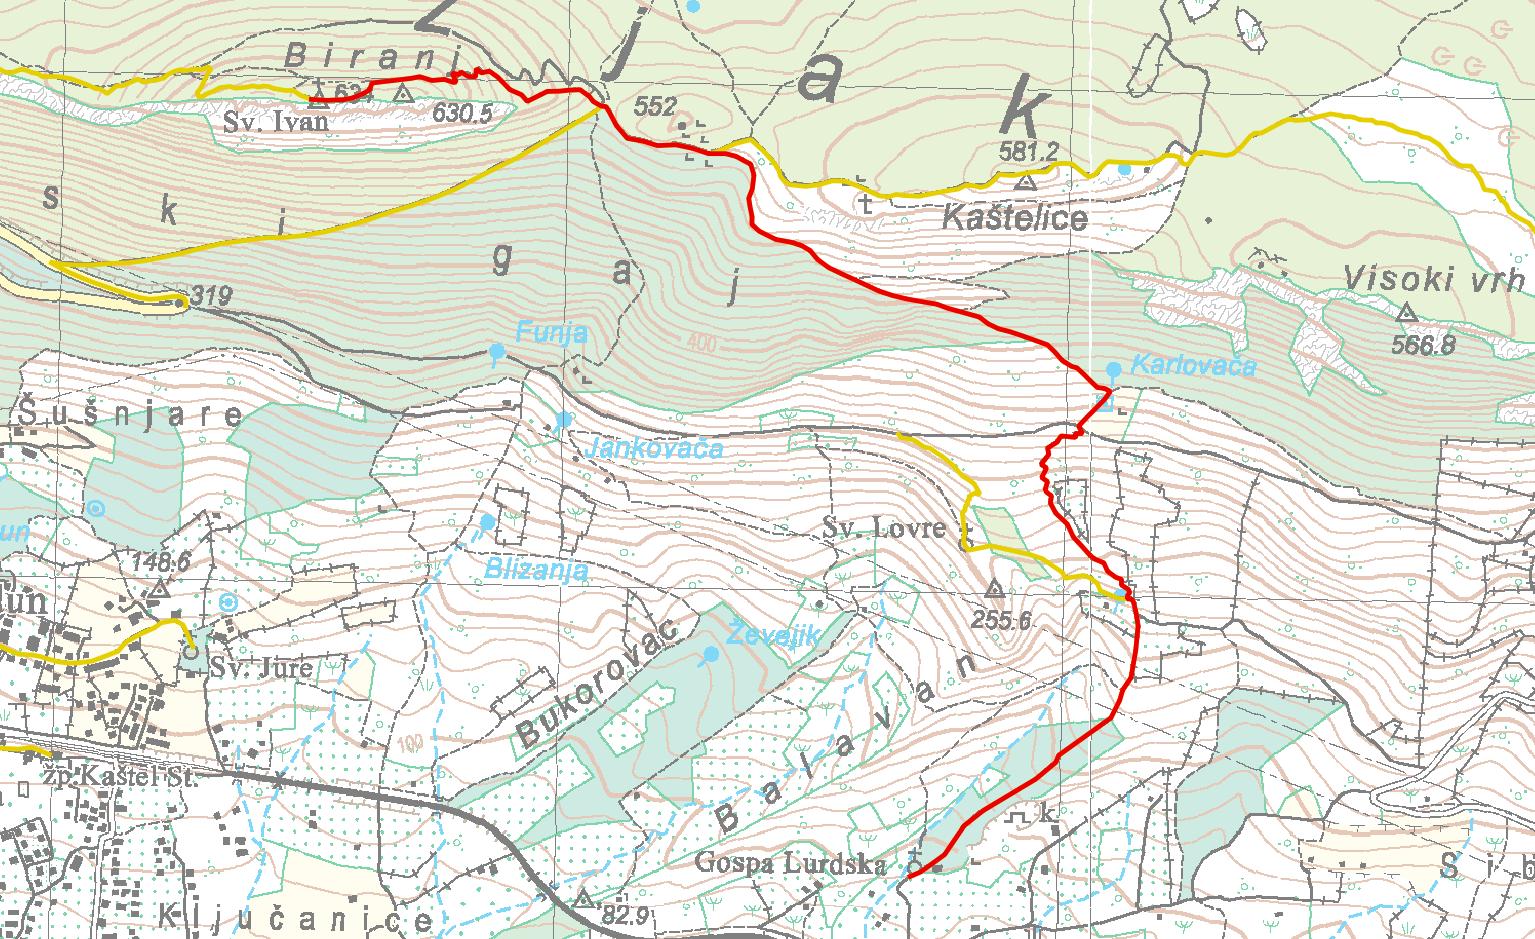 Z j a k
Biranj
631
630.5
Sv. Ivan
552
581.2
Kaštelice
s k i g a j
Visoki vrh
566.8
319
Funja
400
Karlovača
Šušnjare
Jankovača
Sv. Lovre
148.6
Blizanja
255.6
Ževejik
Bukorovac
Sv. Jure
Balavan
100
žp.Kaštel St.
k
Gospa Lurdska
Ključanice
82.9